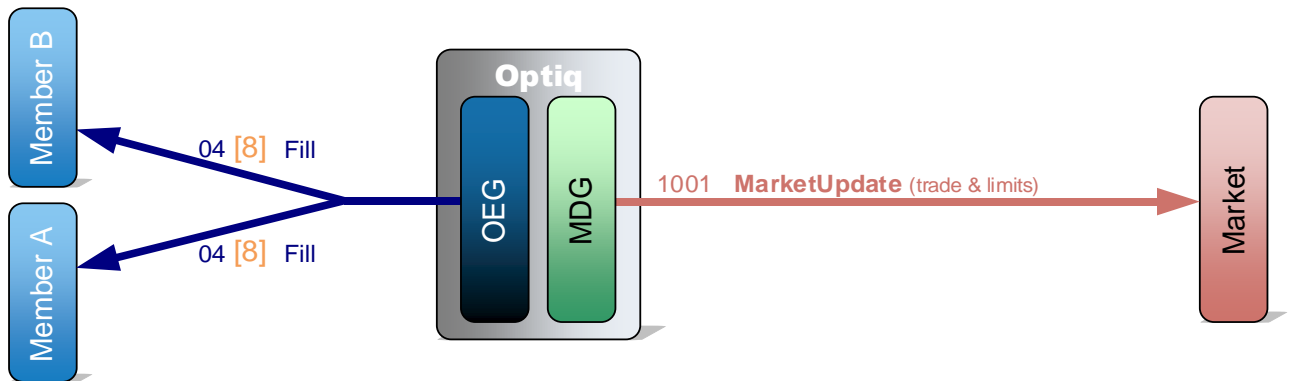 Member B
Optiq
04 [8] Fill
OEG
MDG
1001 MarketUpdate (trade & limits)
Market
04 [8] Fill
Member A